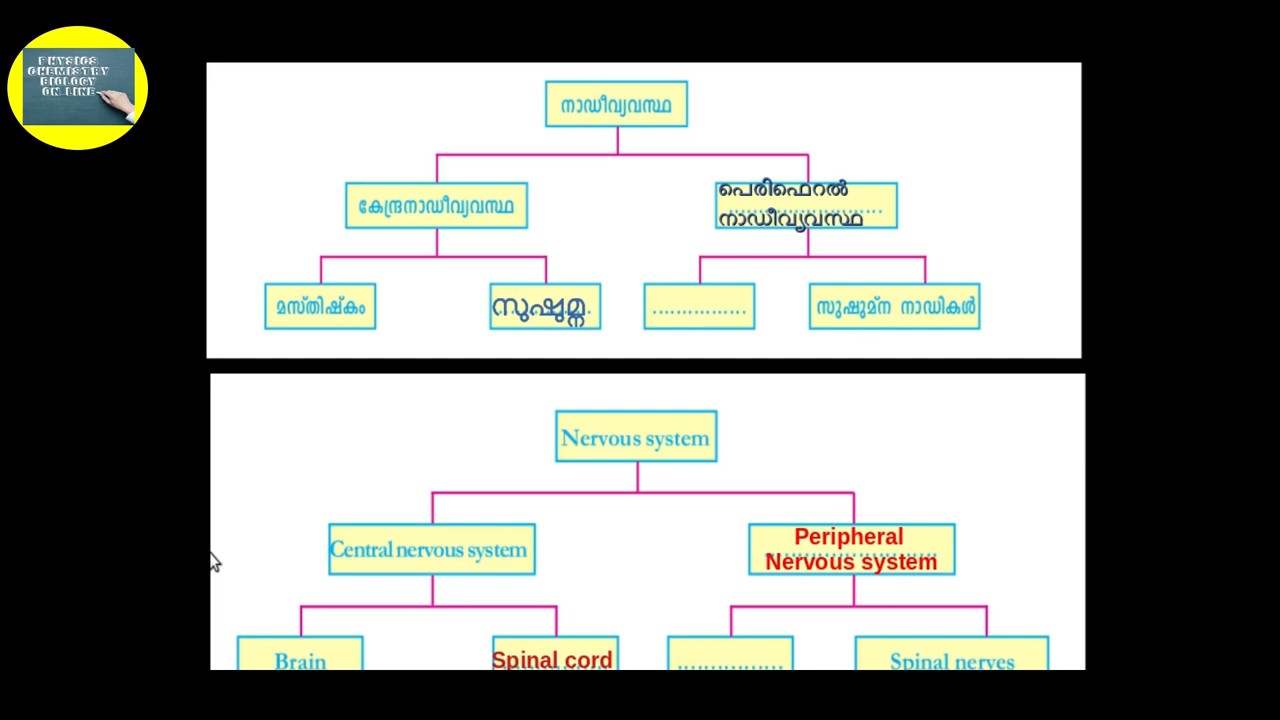 PHYSICS
CHEMISTRY
BIOLOGY
ON LINE
നാഡീവ്യവസ്ഥ
കേന്ദ്രനാഡീവ്യവസ്ഥ
പെരിഫെറൽ
നാഡീവ്യവസ്ഥ
മസ്തിഷ്കം
സുഷുമ്ന
................
സുഷുമ്ന നാഡികൾ
Nervous system
Central nervous system
Peripheral
Nervous system
Brain
Spinal cord
................
Spinal nerves